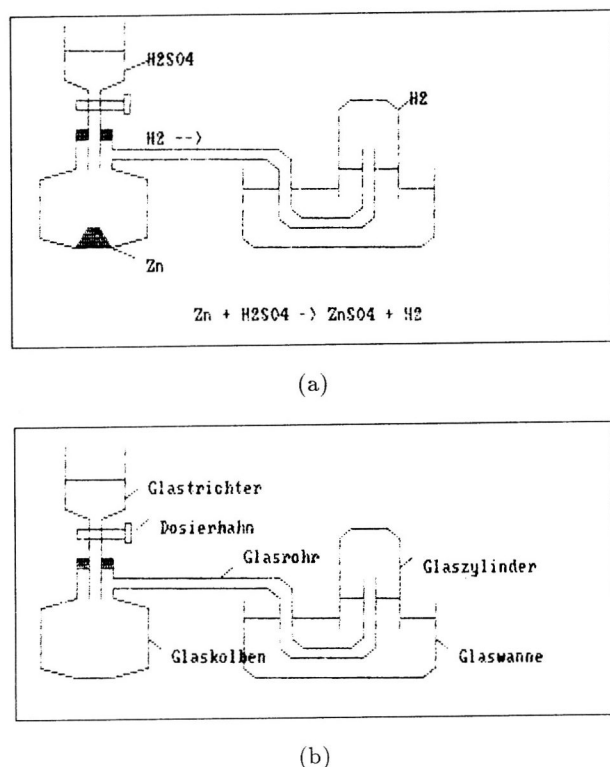 H2SO4
H2
H2 -->
Zn
Zn + H2SO4 -> ZnSO4 + H2
(a)
Glastrichter
Dosierhahn
Glasrohr
Glaszylinder
Glaskolben
Glaswanne
(b)